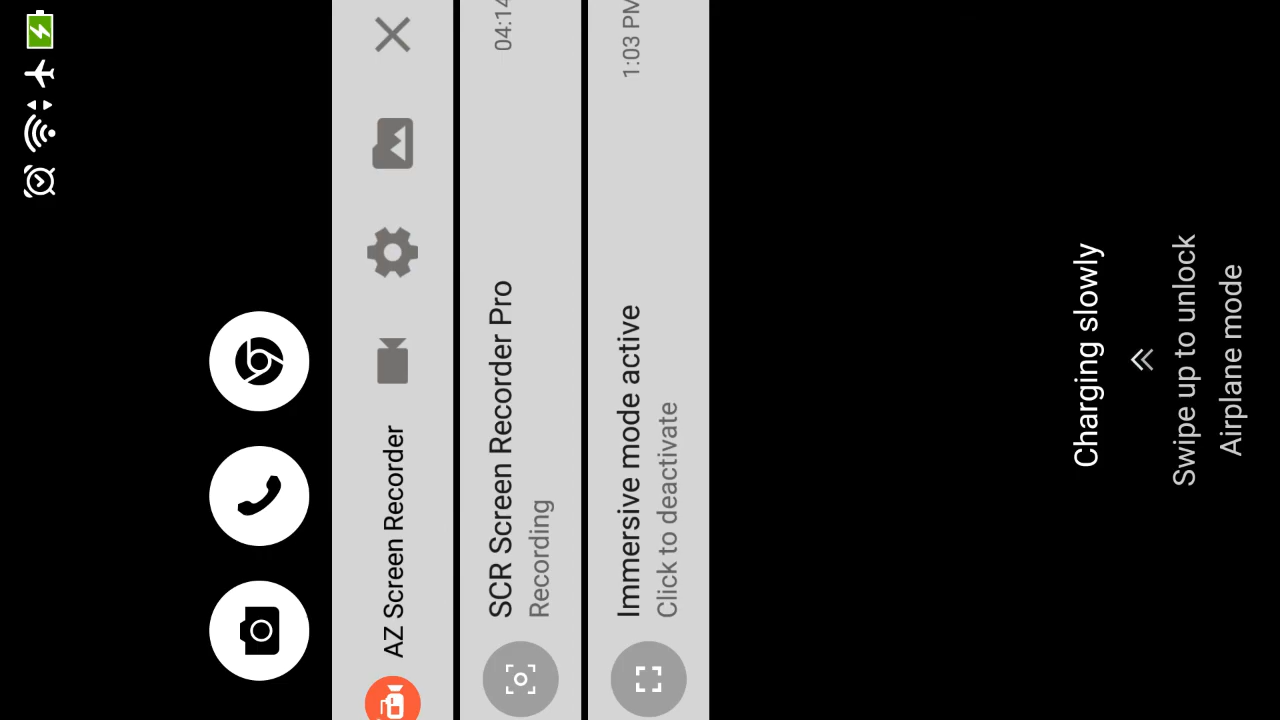 AZ Screen Recorder
SCR Screen Recorder Pro
04:14
Recording
Immersive mode active
1:03 PM
Click to deactivate
Charging slowly
Swipe up to unlock
Airplane mode